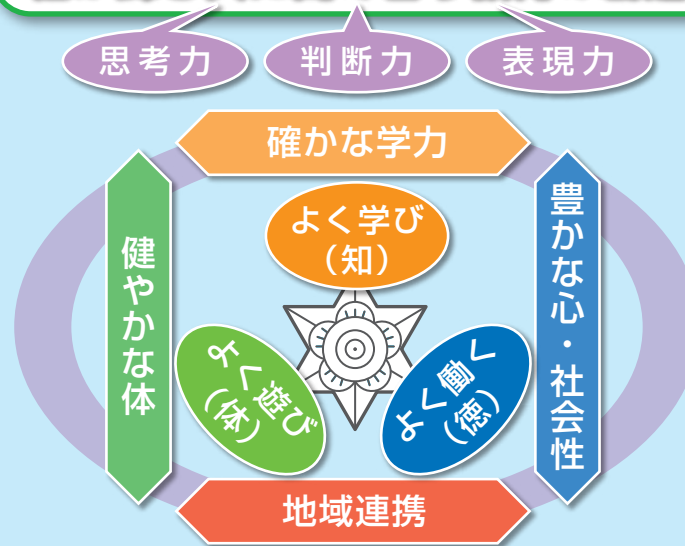 思考力
判断力
表現力
確かな学力
よく学び
（知）
健やかな体
豊かな心・社会性
よく遊び
（体）
よく働く
（徳）
地域連携